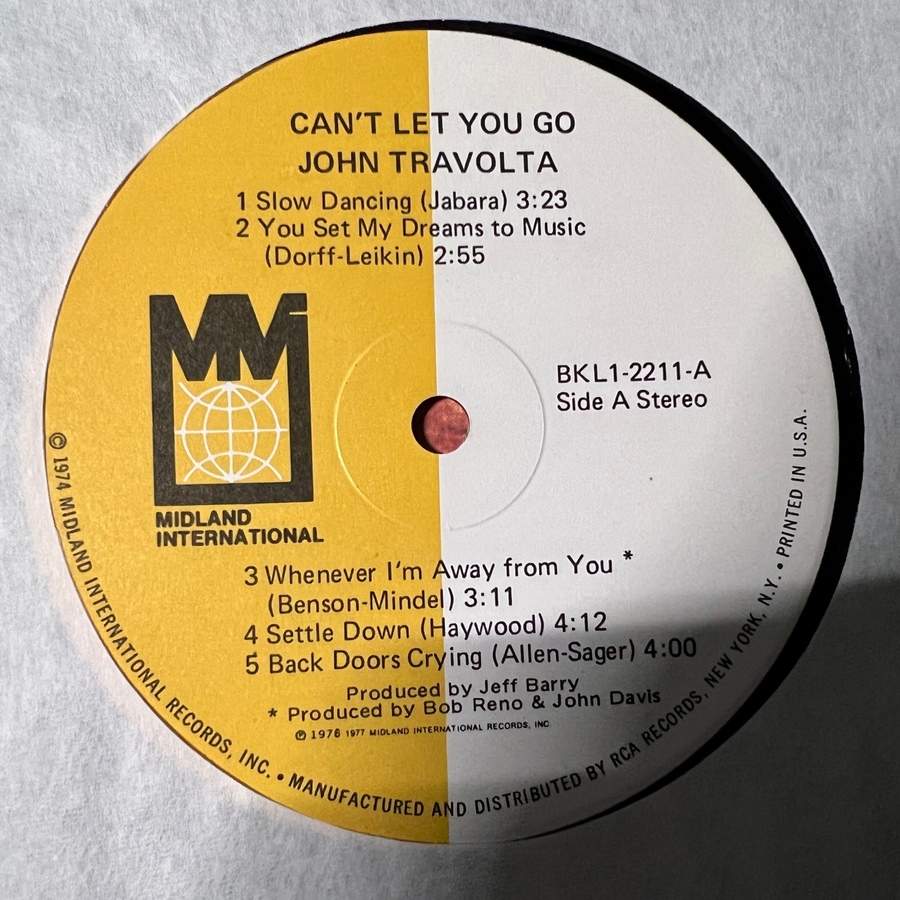 CAN'T LET YOU GO
JOHN TRAVOLTA
1 Slow Dancing (Jabara) 3:23
2 You Set My Dreams to Music
(Dorff-Leikin) 2:55
MM
MIDLAND
INTERNATIONAL
BKL1-2211-A
Side A Stereo
3 Whenever I'm Away from You *
(Benson-Mindel) 3:11
4 Settle Down (Haywood) 4:12
5 Back Doors Crying (Allen-Sager) 4:00
Produced by Jeff Barry
* Produced by Bob Reno & John Davis
℗ 1976 1977 MIDLAND INTERNATIONAL RECORDS, INC.
© 1974 MIDLAND INTERNATIONAL RECORDS, INC. • MANUFACTURED AND DISTRIBUTED BY RCA RECORDS, NEW YORK, N.Y. • PRINTED IN U.S.A.